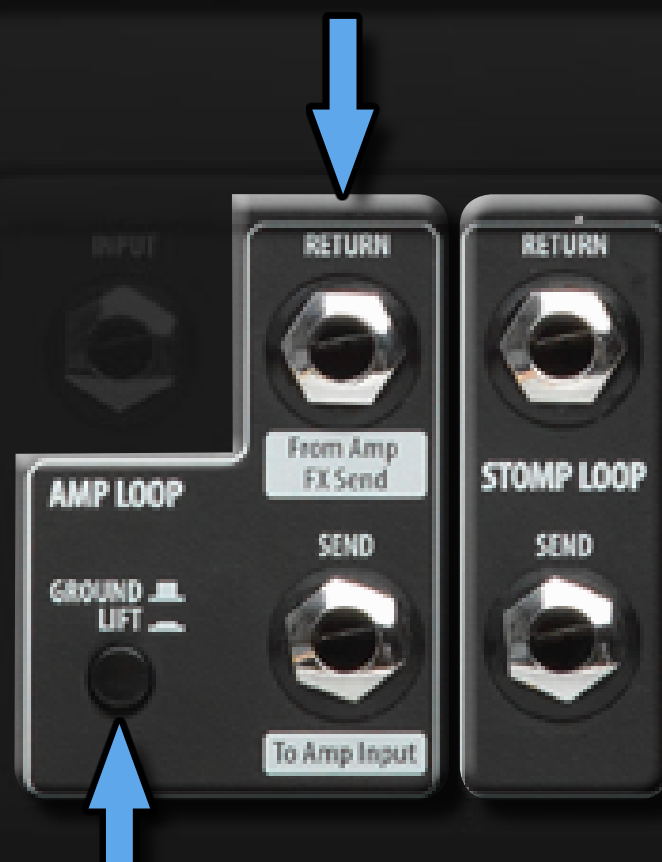 INPUT
RETURN
From Amp
FX Send
AMP LOOP
SEND
GROUND
LIFT
To Amp Input
RETURN
STOMP LOOP
SEND